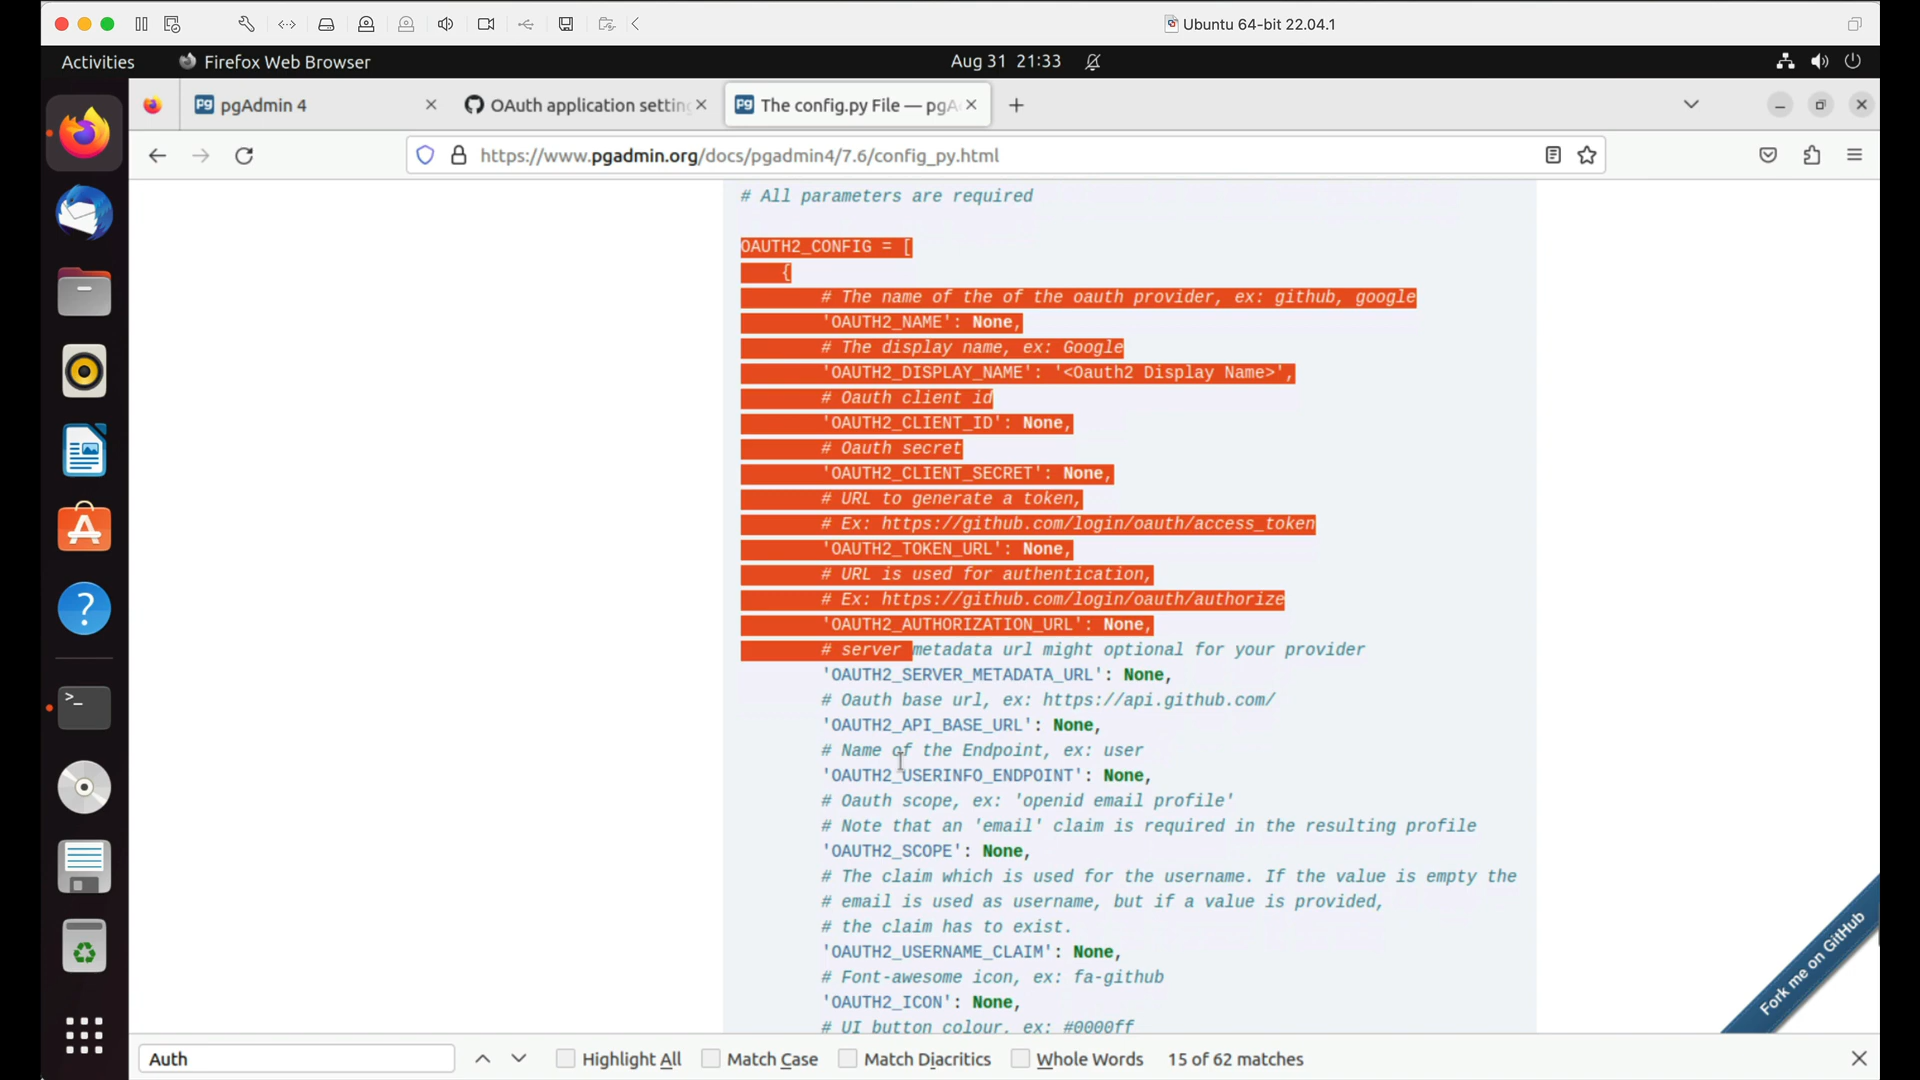 Ubuntu 64-bit 22.04.1
Activities
Firefox Web Browser
Aug 31 21:33
pgAdmin 4
OAuth application setting
The config.py File — pgA
https://www.pgadmin.org/docs/pgadmin4/7.6/config_py.html
# All parameters are required
OAUTH2_CONFIG = [
{
# The name of the of the oauth provider, ex: github, google
'OAUTH2_NAME': None,
# The display name, ex: Google
'OAUTH2_DISPLAY_NAME': '<Oauth2 Display Name>',
# Oauth client id
'OAUTH2_CLIENT_ID': None,
# Oauth secret
'OAUTH2_CLIENT_SECRET': None,
# URL to generate a token,
# Ex: https://github.com/login/oauth/access_token
'OAUTH2_TOKEN_URL': None,
# URL is used for authentication,
# Ex: https://github.com/login/oauth/authorize
'OAUTH2_AUTHORIZATION_URL': None,
# server metadata url might optional for your provider
'OAUTH2_SERVER_METADATA_URL': None,
# Oauth base url, ex: https://api.github.com/
'OAUTH2_API_BASE_URL': None,
# Name of the Endpoint, ex: user
'OAUTH2_USERINFO_ENDPOINT': None,
# Oauth scope, ex: 'openid email profile'
# Note that an 'email' claim is required in the resulting profile
'OAUTH2_SCOPE': None,
# The claim which is used for the username. If the value is empty the
# email is used as username, but if a value is provided,
# the claim has to exist.
'OAUTH2_USERNAME_CLAIM': None,
# Font-awesome icon, ex: fa-github
'OAUTH2_ICON': None,
# UI button colour, ex: #0000ff
Fork me on GitHub
Auth
Highlight All
Match Case
Match Diacritics
Whole Words
15 of 62 matches